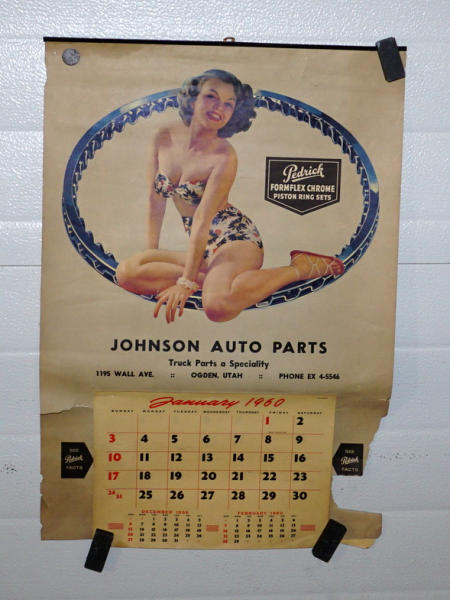 Pedrick
FORMFLEX CHROME
PISTON RING SETS
JOHNSON AUTO PARTS
Truck Parts a Speciality
1195 WALL AVE. :: OGDEN, UTAH :: PHONE EX 4-5546
January 1960
SUNDAY MONDAY TUESDAY WEDNESDAY THURSDAY FRIDAY SATURDAY
1 2
3 4 5 6 7 8 9
10 11 12 13 14 15 16
17 18 19 20 21 22 23
24/31 25 26 27 28 29 30
SEE
Pedrick
FACTS
SEE
Pedrick
FACTS
DECEMBER 1959
FEBRUARY 1960